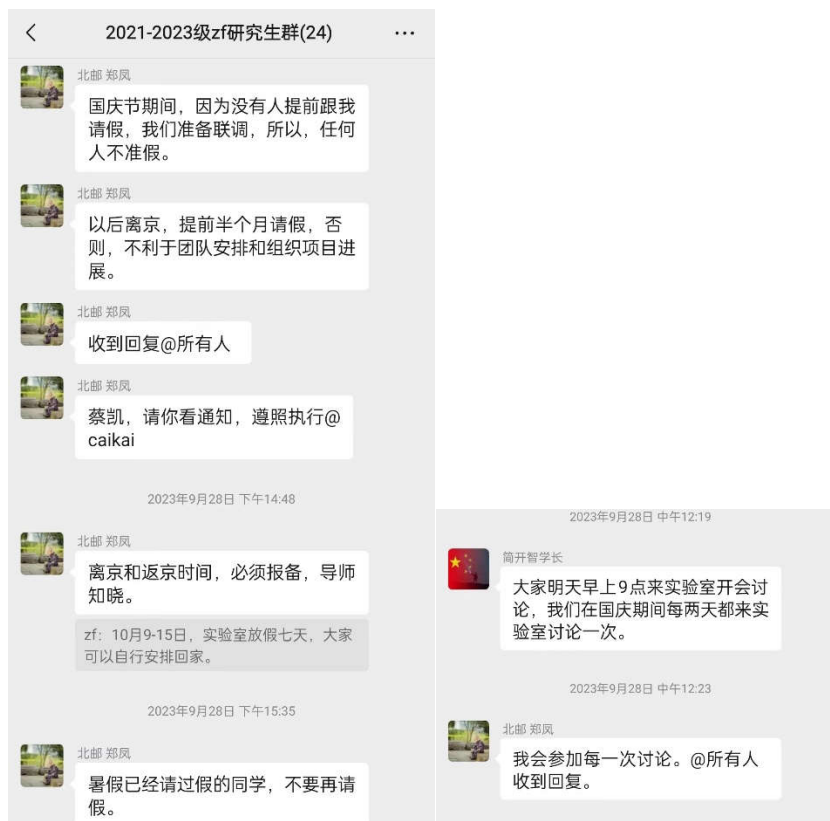 2021-2023级zf研究生群(24)
北邮 郑凤
国庆节期间，因为没有人提前跟我
请假，我们准备联调，所以，任何
人不准假。
北邮 郑凤
以后离京，提前半个月请假，否
则，不利于团队安排和组织项目进
展。
北邮 郑凤
收到回复@所有人
北邮 郑凤
蔡凯，请你看通知，遵照执行@
caikai
2023年9月28日 下午14:48
北邮 郑凤
离京和返京时间，必须报备，导师
知晓。
zf：10月9-15日，实验室放假七天，大家
可以自行安排回家。
2023年9月28日 下午15:35
北邮 郑凤
暑假已经请过假的同学，不要再请
假。
2023年9月28日 中午12:19
简开智学长
大家明天早上9点来实验室开会讨
论，我们在国庆期间每两天都来实
验室讨论一次。
2023年9月28日 中午12:23
北邮 郑凤
我会参加每一次讨论。@所有人
收到回复。